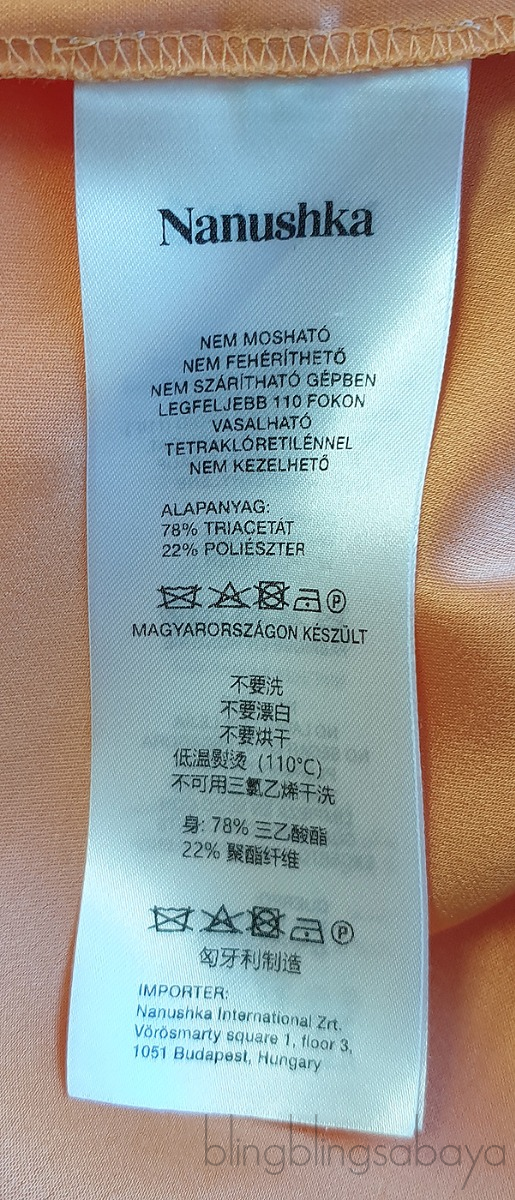 Nanushka
NEM MOSHATÓ
NEM FEHÉRÍTHETŐ
NEM SZÁRÍTHATÓ GÉPBEN
LEGFELJEBB 110 FOKON
VASALHATÓ
TETRAKLÓRETILÉNNEL
NEM KEZELHETŐ
ALAPANYAG:
78% TRIACETÁT
22% POLIÉSZTER
P
MAGYARORSZÁGON KÉSZÜLT
不要洗
不要漂白
不要烘干
低温熨烫 (110°C)
不可用三氯乙烯干洗
身: 78% 三乙酸酯
22% 聚酯纤维
P
匈牙利制造
IMPORTER:
Nanushka International Zrt.
Vörösmarty square 1, floor 3,
1051 Budapest, Hungary
blingblingsabaya